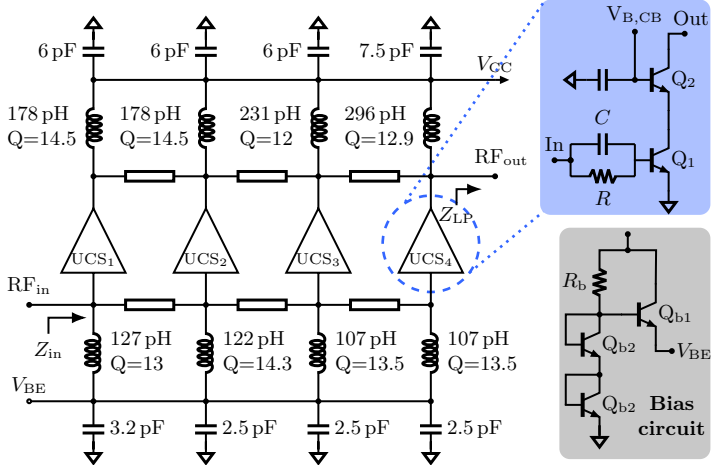 6 pF 6 pF 6 pF 7.5 pF
V_CC
178 pH
Q=14.5
178 pH
Q=14.5
231 pH
Q=12
296 pH
Q=12.9
RF_out
Z_LP
UCS_1 UCS_2 UCS_3 UCS_4
RF_in
Z_in
127 pH
Q=13
122 pH
Q=14.3
107 pH
Q=13.5
107 pH
Q=13.5
V_BE
3.2 pF 2.5 pF 2.5 pF 2.5 pF
V_B,CB
Out
Q_2
C
In
Q_1
R
R_b
Q_b1
Q_b2
V_BE
Q_b2
Bias
circuit